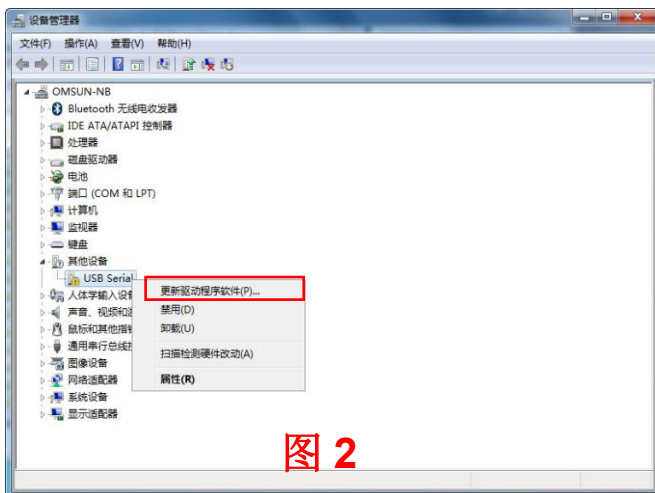 设备管理器
文件(F) 操作(A) 查看(V) 帮助(H)
OMSUN-NB
Bluetooth 无线电收发器
IDE ATA/ATAPI 控制器
处理器
磁盘驱动器
电池
端口 (COM 和 LPT)
计算机
监视器
键盘
其他设备
USB Serial
更新驱动程序软件(P)...
人体学输入设
禁用(D)
声音、视频和
卸载(U)
鼠标和其他指
通用串行总线
扫描检测硬件改动(A)
图像设备
网络适配器
属性(R)
系统设备
显示适配器
图 2